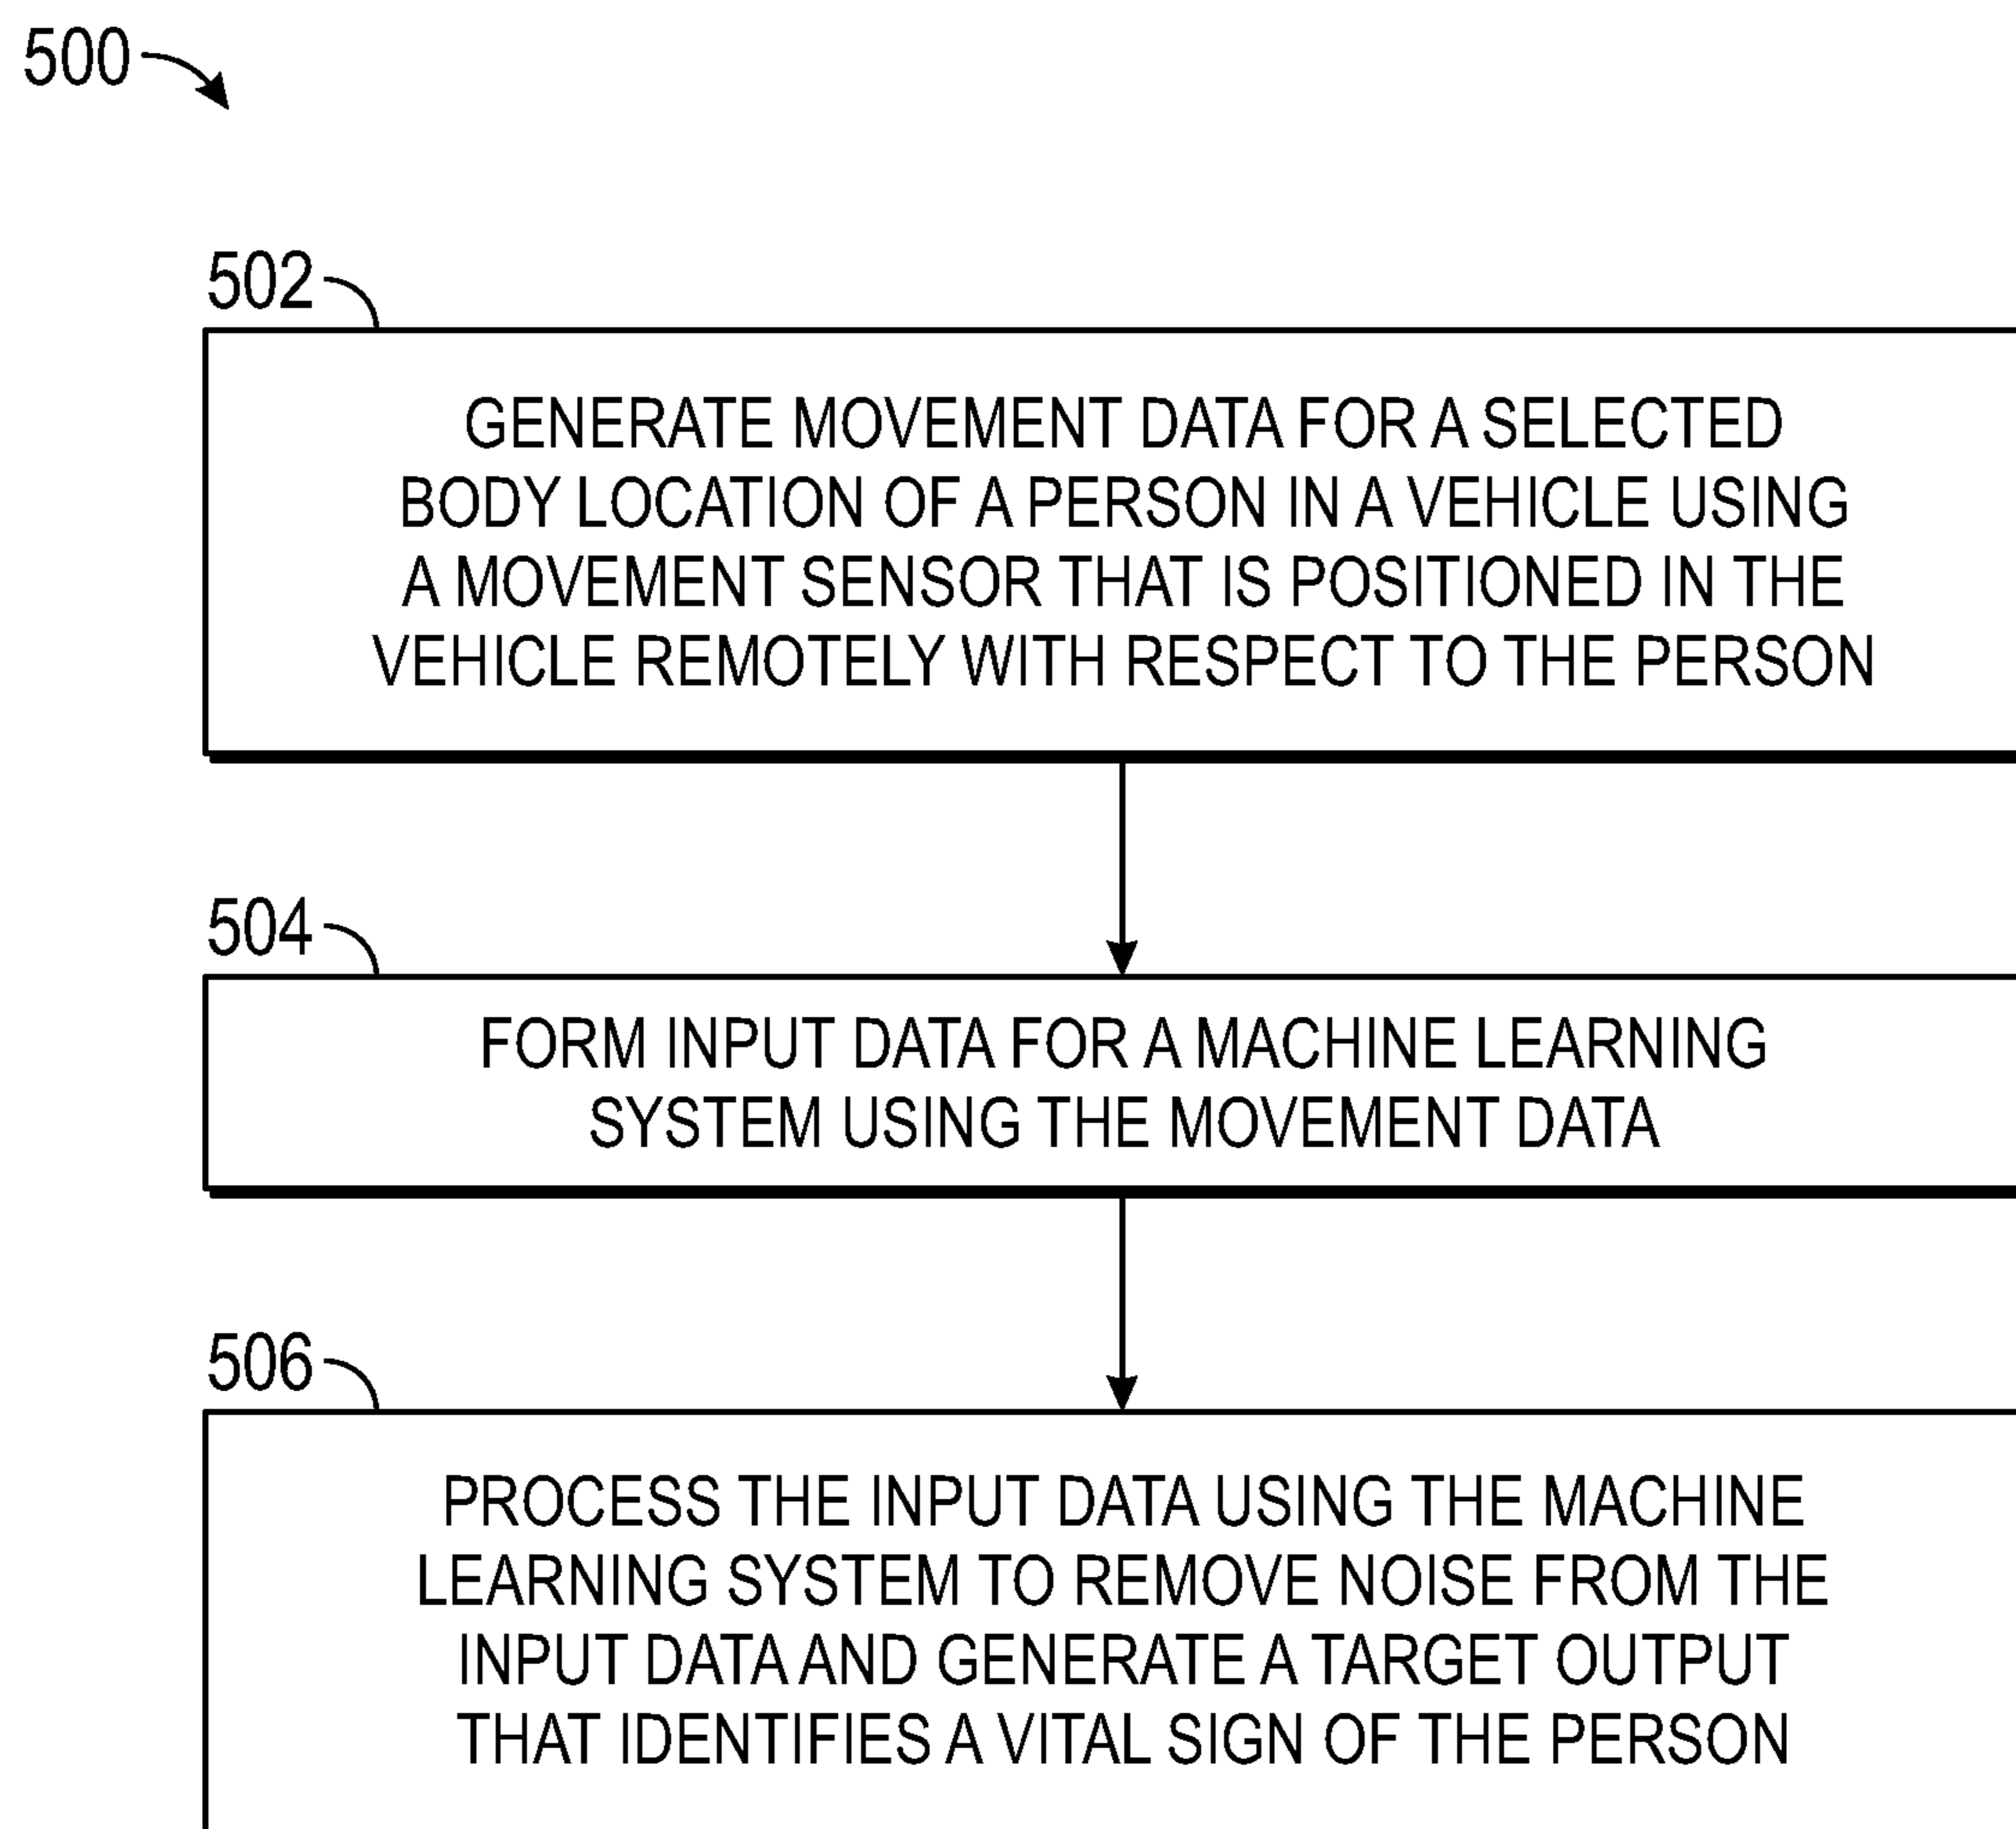 500
502
GENERATE MOVEMENT DATA FOR A SELECTED
BODY LOCATION OF A PERSON IN A VEHICLE USING
A MOVEMENT SENSOR THAT IS POSITIONED IN THE
VEHICLE REMOTELY WITH RESPECT TO THE PERSON
504
FORM INPUT DATA FOR A MACHINE LEARNING
SYSTEM USING THE MOVEMENT DATA
506
PROCESS THE INPUT DATA USING THE MACHINE
LEARNING SYSTEM TO REMOVE NOISE FROM THE
INPUT DATA AND GENERATE A TARGET OUTPUT
THAT IDENTIFIES A VITAL SIGN OF THE PERSON